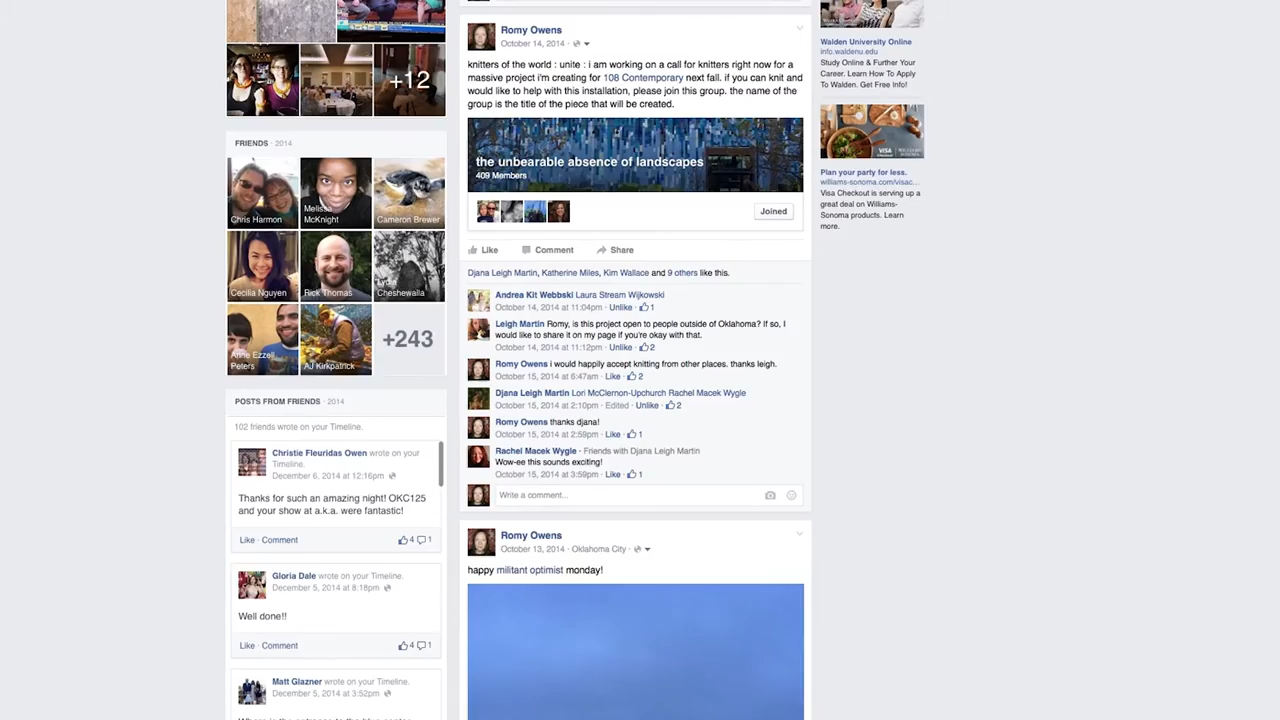 +12
FRIENDS · 2014
Chris Harmon
Melissa
McKnight
Cameron Brewer
Cecilia Nguyen
Rick Thomas
Lydia
Cheshewalla
Anne Ezzell
Peters
AJ Kirkpatrick
+243
POSTS FROM FRIENDS · 2014
102 friends wrote on your Timeline.
Christie Fleuridas Owen wrote on your
Timeline.
December 6, 2014 at 12:16pm ·
Thanks for such an amazing night! OKC125
and your show at a.k.a. were fantastic!
Like · Comment 4 1
Gloria Dale wrote on your Timeline.
December 5, 2014 at 8:18pm ·
Well done!!
Like · Comment 4 1
Matt Glazner wrote on your Timeline.
December 5, 2014 at 3:52pm ·
Romy Owens
October 14, 2014 ·
knitters of the world : unite : i am working on a call for knitters right now for a
massive project i'm creating for 108 Contemporary next fall. if you can knit and
would like to help with this installation, please join this group. the name of the
group is the title of the piece that will be created.
the unbearable absence of landscapes
409 Members
Joined
Like Comment Share
Djana Leigh Martin, Katherine Miles, Kim Wallace and 9 others like this.
Andrea Kit Webbski Laura Stream Wijkowski
October 14, 2014 at 11:04pm · Unlike · 1
Leigh Martin Romy, is this project open to people outside of Oklahoma? If so, I
would like to share it on my page if you're okay with that.
October 14, 2014 at 11:12pm · Unlike · 2
Romy Owens i would happily accept knitting from other places. thanks leigh.
October 15, 2014 at 6:47am · Like · 2
Djana Leigh Martin Lori McClernon-Upchurch Rachel Macek Wygle
October 15, 2014 at 2:10pm · Edited · Unlike · 2
Romy Owens thanks djana!
October 15, 2014 at 2:59pm · Like · 1
Rachel Macek Wygle · Friends with Djana Leigh Martin
Wow-ee this sounds exciting!
October 15, 2014 at 3:59pm · Like · 1
Write a comment...
Romy Owens
October 13, 2014 · Oklahoma City ·
happy militant optimist monday!
Walden University Online
info.waldenu.edu
Study Online & Further Your
Career. Learn How To Apply
To Walden. Get Free Info!
VISA
Plan your party for less.
williams-sonoma.com/visac...
Visa Checkout is serving up a
great deal on Williams-
Sonoma products. Learn
more.